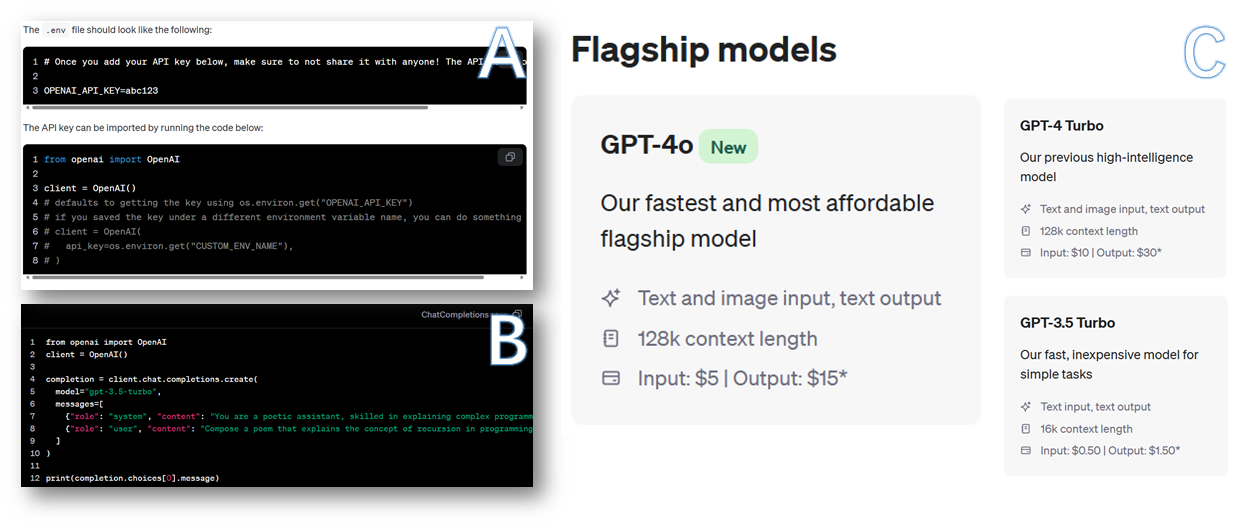 The .env file should look like the following:
A
1 # Once you add your API key below, make sure to not share it with anyone! The API
2
3 OPENAI_API_KEY=abc123
The API key can be imported by running the code below:
1 from openai import OpenAI
2
3 client = OpenAI()
4 # defaults to getting the key using os.environ.get("OPENAI_API_KEY")
5 # if you saved the key under a different environment variable name, you can do something
6 # client = OpenAI(
7 #   api_key=os.environ.get("CUSTOM_ENV_NAME"),
8 # )
ChatCompletions
B
1 from openai import OpenAI
2 client = OpenAI()
3
4 completion = client.chat.completions.create(
5   model="gpt-3.5-turbo",
6   messages=[
7     {"role": "system", "content": "You are a poetic assistant, skilled in explaining complex programm
8     {"role": "user", "content": "Compose a poem that explains the concept of recursion in programming
9   ]
10 )
11
12 print(completion.choices[0].message)
Flagship models
C
GPT-4o New
Our fastest and most affordable
flagship model
Text and image input, text output
128k context length
Input: $5 | Output: $15*
GPT-4 Turbo
Our previous high-intelligence
model
Text and image input, text output
128k context length
Input: $10 | Output: $30*
GPT-3.5 Turbo
Our fast, inexpensive model for
simple tasks
Text input, text output
16k context length
Input: $0.50 | Output: $1.50*